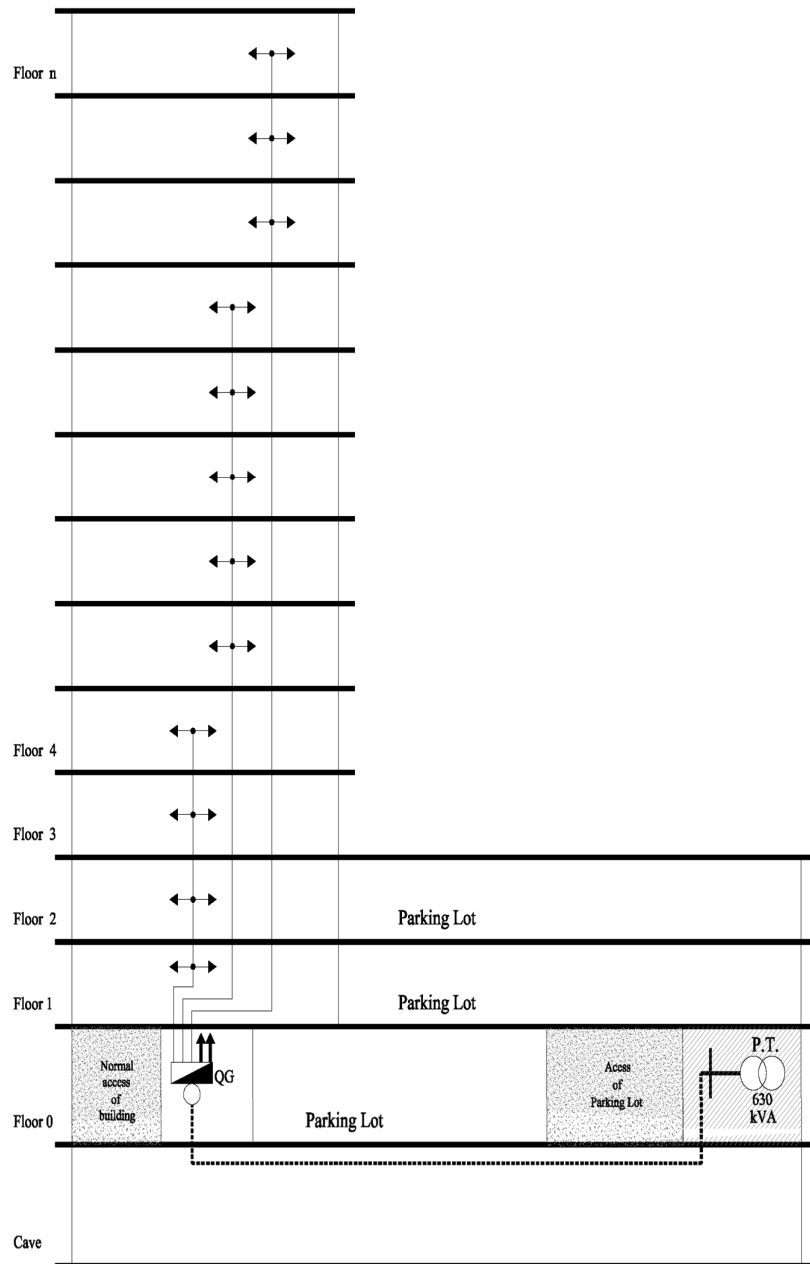 Floor n
Floor 4
Floor 3
Floor 2
Parking Lot
Floor 1
Parking Lot
Normal
access
of
building
QG
Parking Lot
Acess
of
Parking Lot
P.T.
630
kVA
Floor 0
Cave